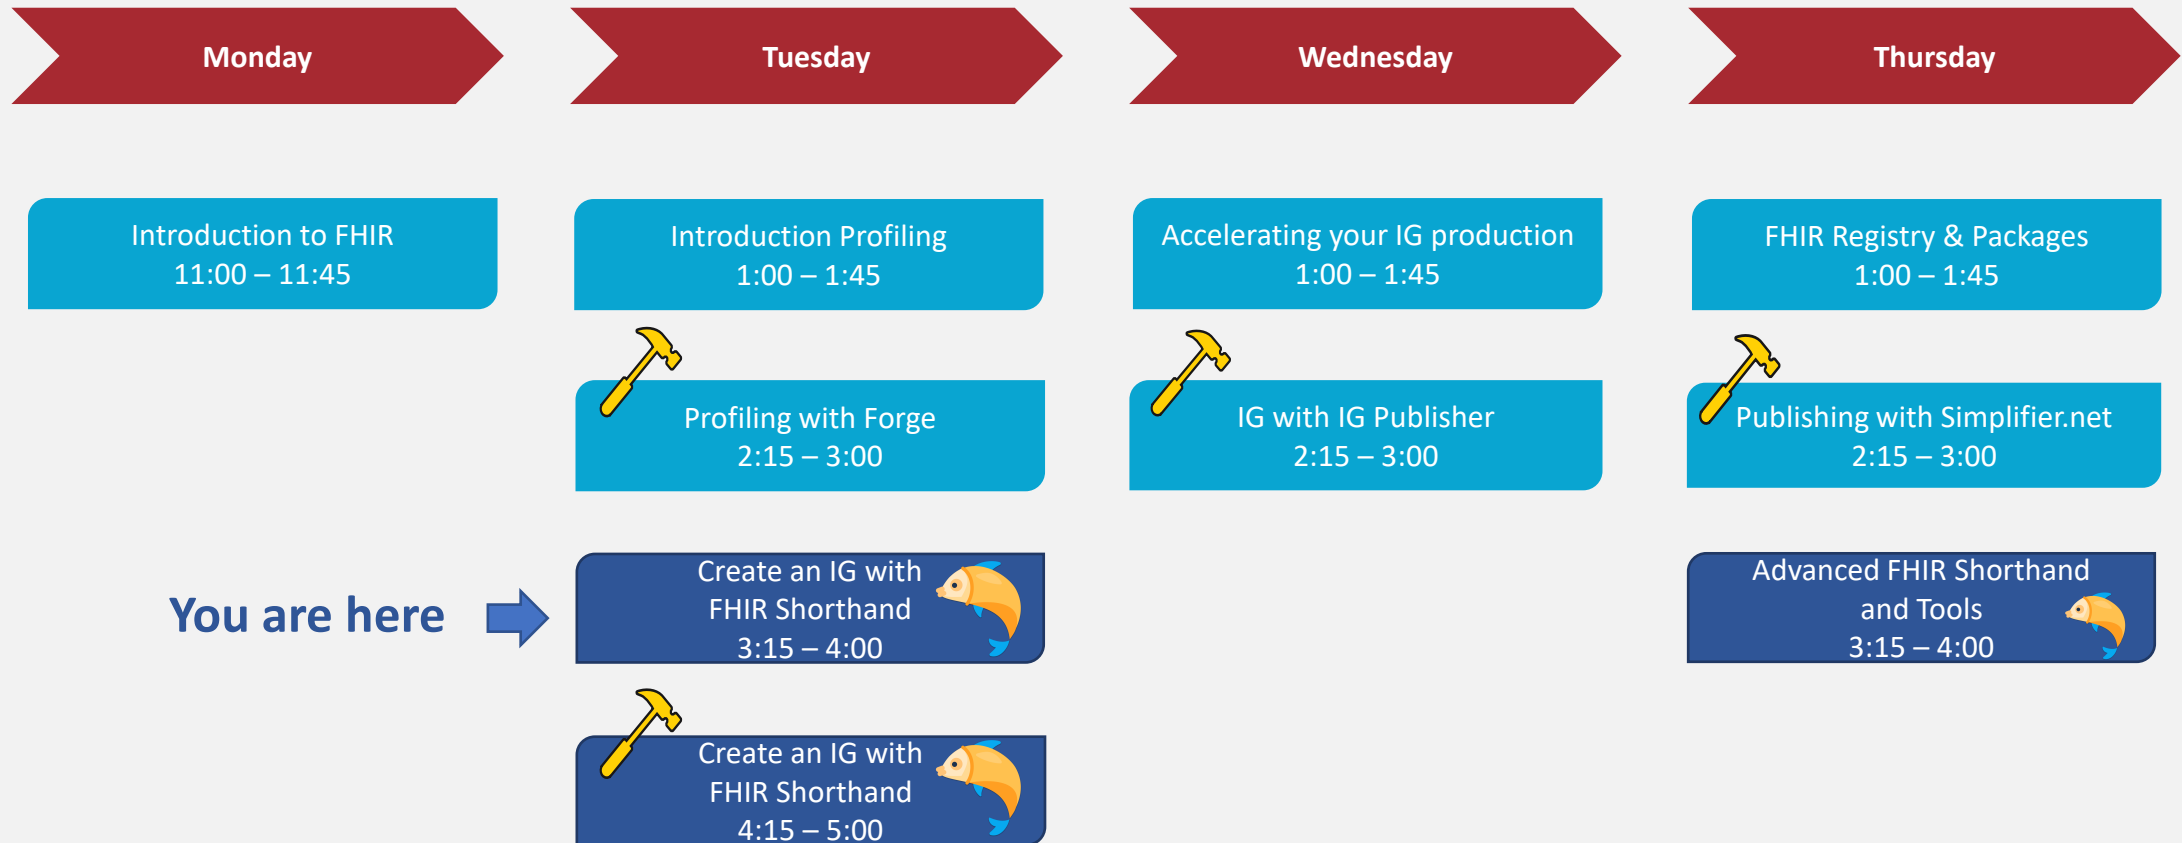 Monday
Tuesday
Wednesday
Thursday
Introduction to FHIR
11:00 – 11:45
Introduction Profiling
1:00 – 1:45
Accelerating your IG production
1:00 – 1:45
FHIR Registry & Packages
1:00 – 1:45
Profiling with Forge
2:15 – 3:00
IG with IG Publisher
2:15 – 3:00
Publishing with Simplifier.net
2:15 – 3:00
You are here
Create an IG with
FHIR Shorthand
3:15 – 4:00
Advanced FHIR Shorthand
and Tools
3:15 – 4:00
Create an IG with
FHIR Shorthand
4:15 – 5:00